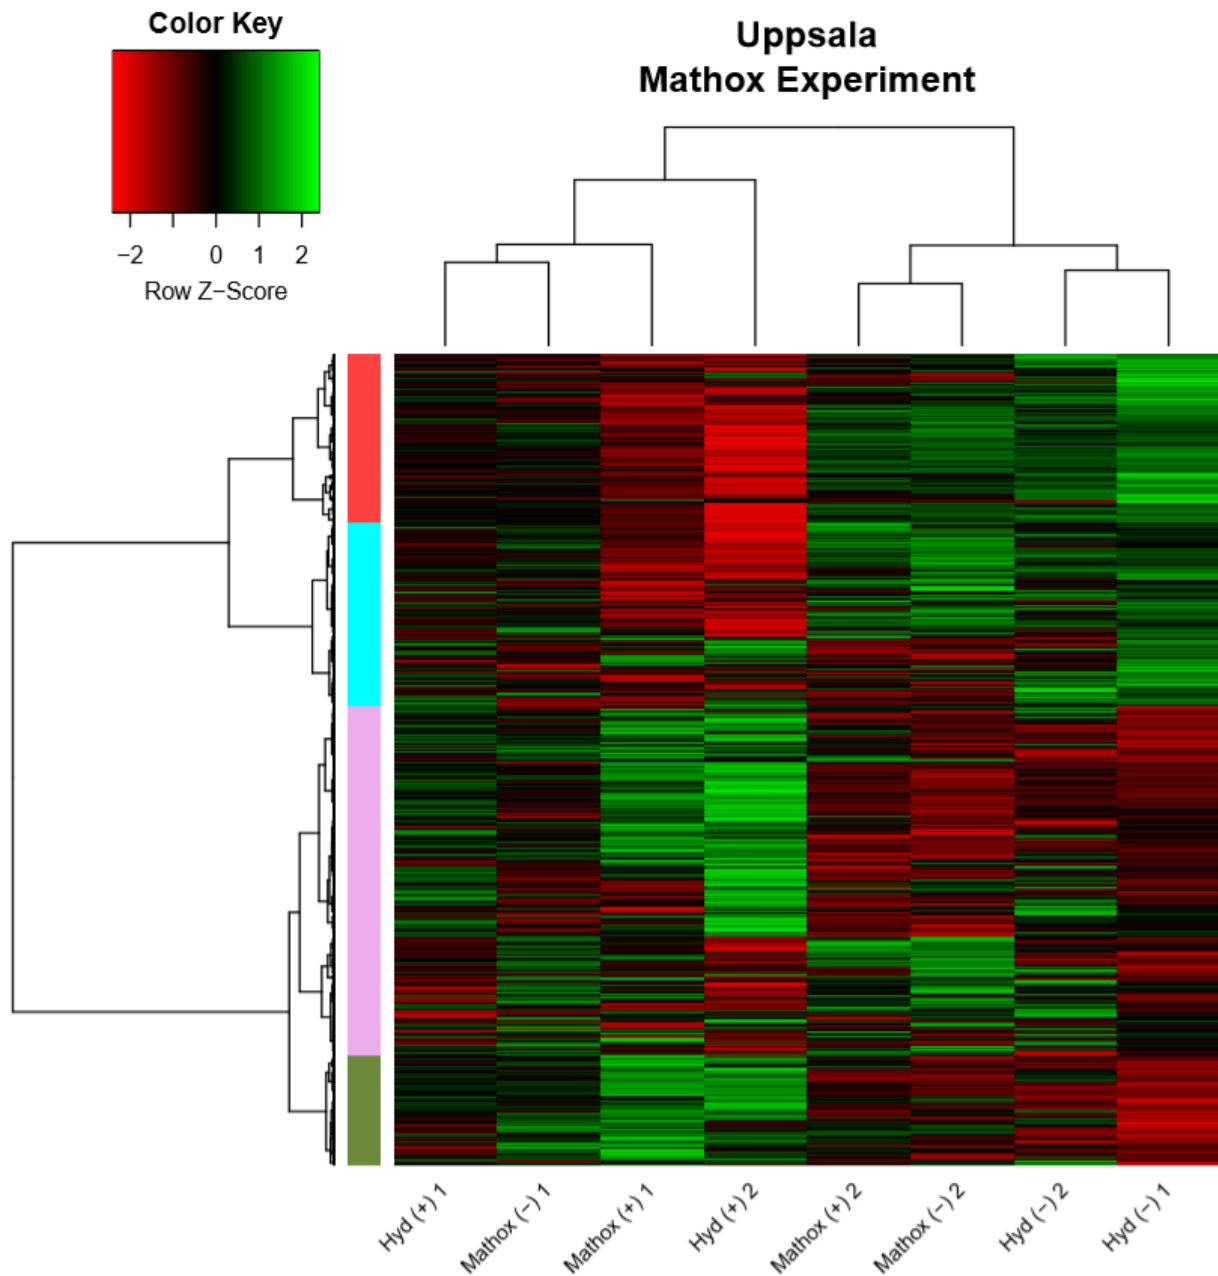 Color Key
−2 0 1 2
Row Z−Score
Uppsala
Mathox Experiment
Hyd (+) 1
Mathox (−) 1
Mathox (+) 1
Hyd (+) 2
Mathox (+) 2
Mathox (−) 2
Hyd (−) 2
Hyd (−) 1